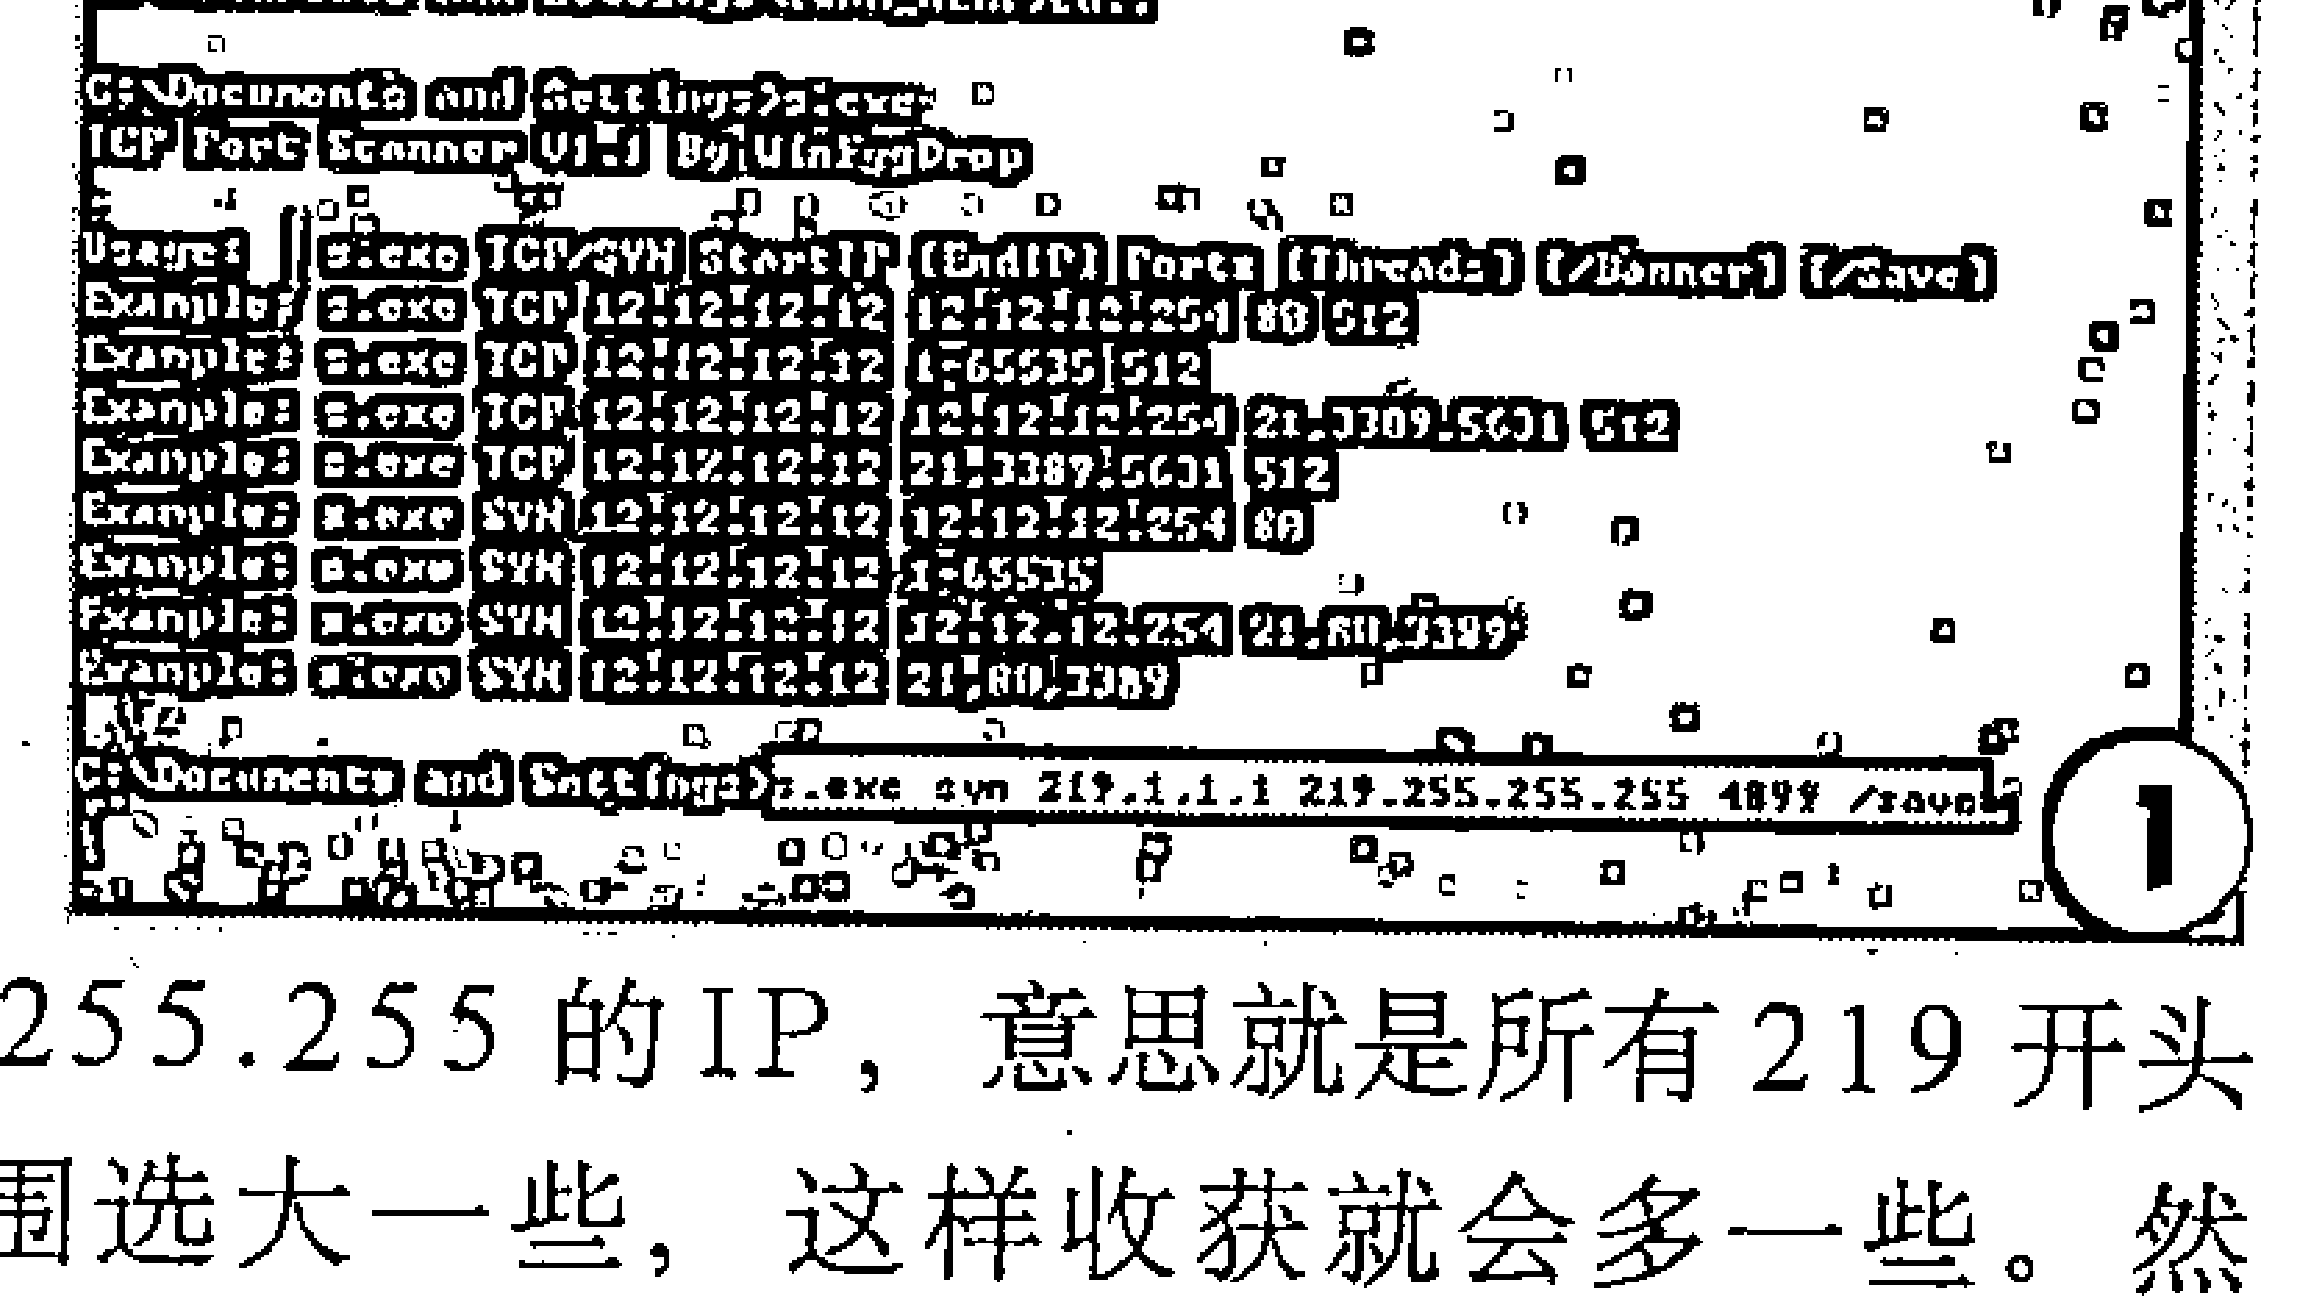 C:\Documents and Settings>s.exe
TCP Port Scanner V1.1 By WinEggDrop
Usage: s.exe TCP/SYN StartIP [EndIP] Ports [Threads] [/Banner] [/Save]
Example: s.exe TCP 12.12.12.12 12.12.12.254 80 512
Example: s.exe TCP 12.12.12.12 1-65535 512
Example: s.exe TCP 12.12.12.12 12.12.12.254 21,3389,5631 512
Example: s.exe TCP 12.12.12.12 21,3389,5631 512
Example: s.exe SYN 12.12.12.12 12.12.12.254 80
Example: s.exe SYN 12.12.12.12 1-65535
Example: s.exe SYN 12.12.12.12 12.12.12.254 21,80,3389
Example: s.exe SYN 12.12.12.12 21,80,3389
C:\Documents and Settings>s.exe syn 219.1.1.1 219.255.255.255 4899 /save
1
255.255 的IP，意思就是所有219开头
围选大一些，这样收获就会多一些。然